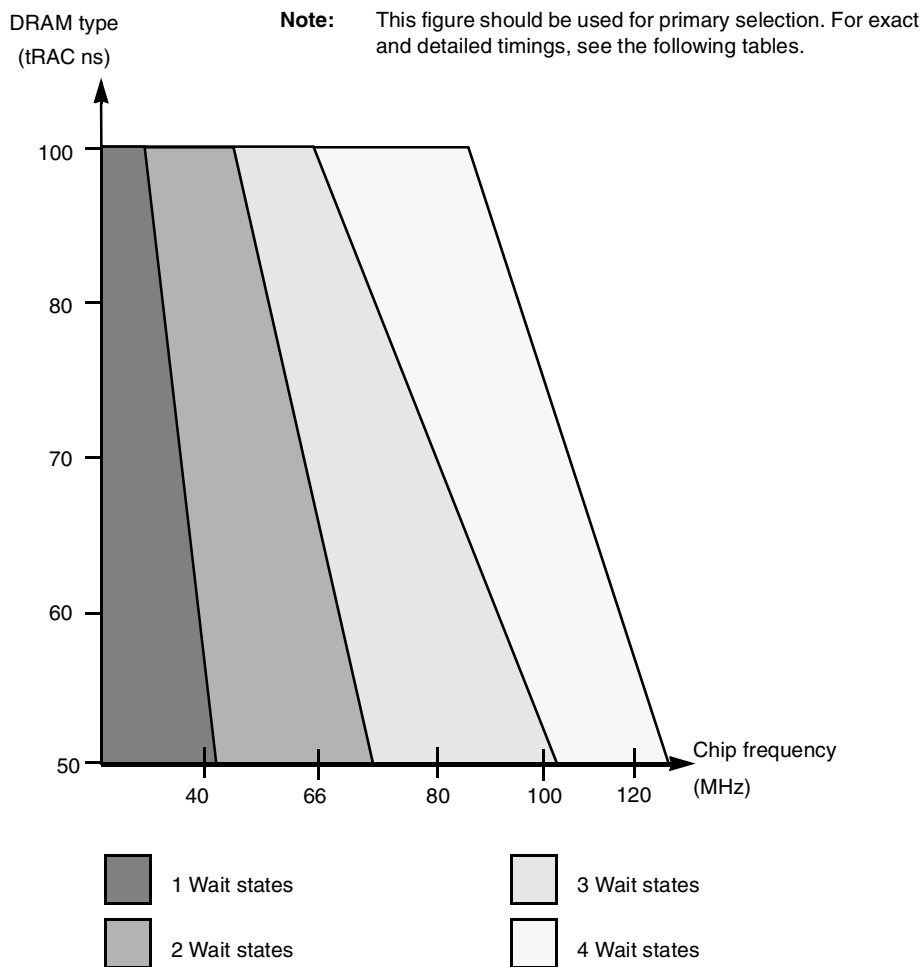 DRAM type
(tRAC ns)
Note: This figure should be used for primary selection. For exact
and detailed timings, see the following tables.
100
80
70
60
50
40 66 80 100 120
Chip frequency
(MHz)
1 Wait states
3 Wait states
2 Wait states
4 Wait states